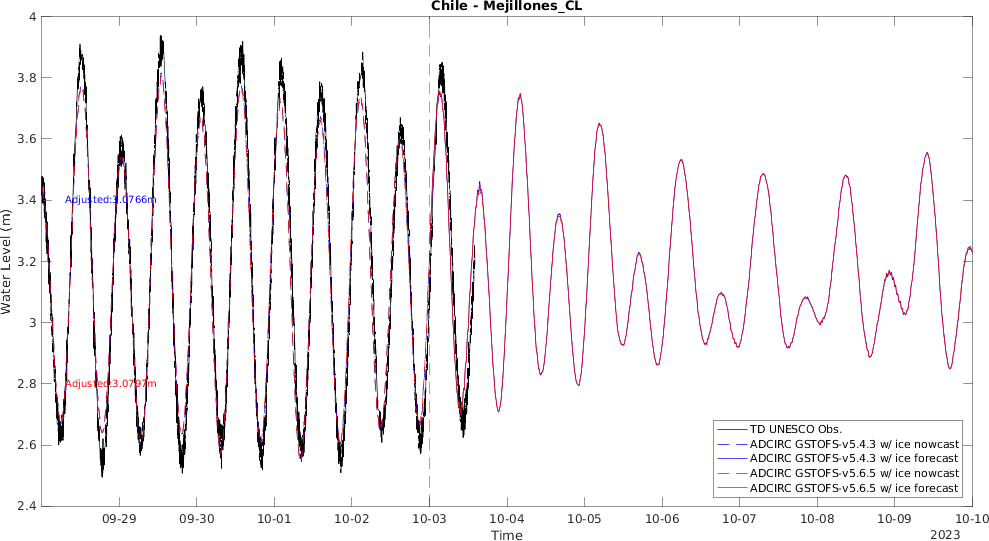 Chile - Mejillones_CL
4
3.8
3.6
3.4
3.2
3
2.8
2.6
2.4
Water Level (m)
Adjusted:3.0766m
Adjusted:3.0797m
TD UNESCO Obs.
ADCIRC GSTOFS-v5.4.3 w/ ice nowcast
ADCIRC GSTOFS-v5.4.3 w/ ice forecast
ADCIRC GSTOFS-v5.6.5 w/ ice nowcast
ADCIRC GSTOFS-v5.6.5 w/ ice forecast
09-29 09-30 10-01 10-02 10-03 10-04 10-05 10-06 10-07 10-08 10-09 10-10
Time
2023